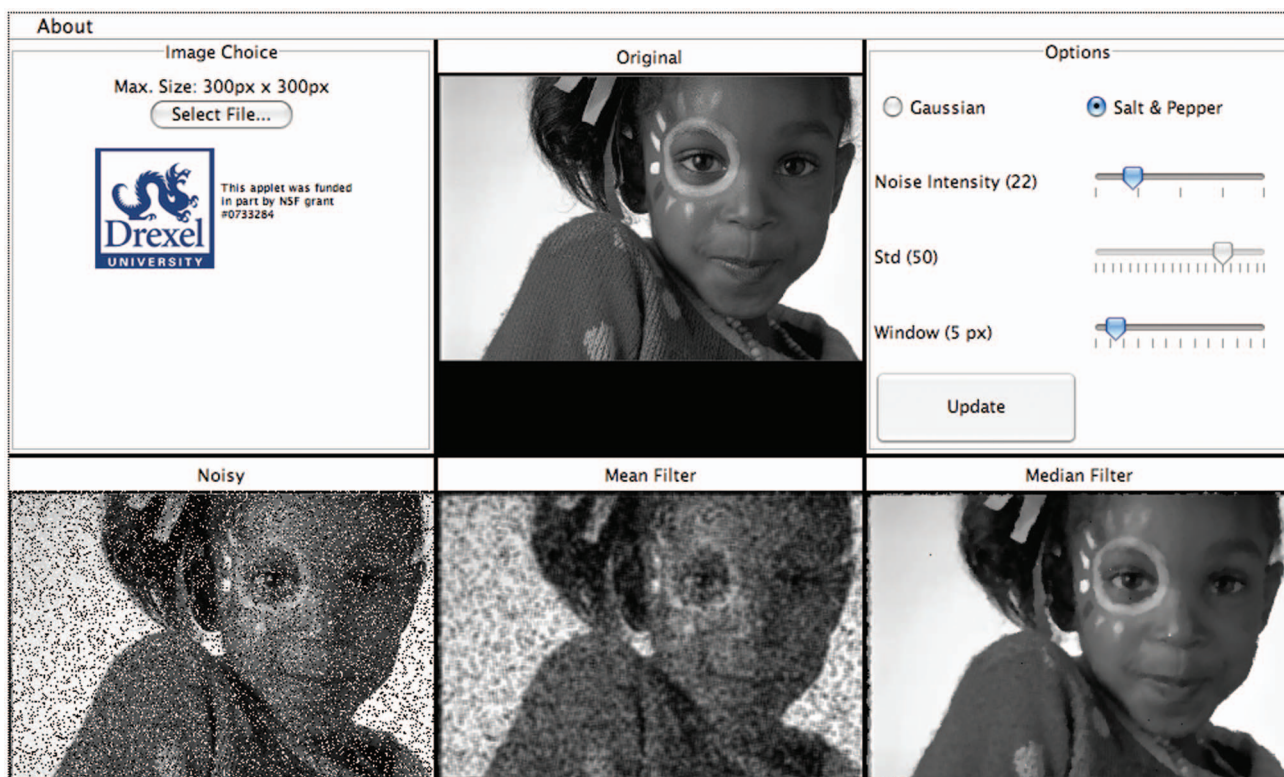 About
Image Choice
Max. Size: 300px x 300px
Select File...
Drexel
UNIVERSITY
This applet was funded
in part by NSF grant
#0733284
Original
Options
Gaussian
Salt & Pepper
Noise Intensity (22)
Std (50)
Window (5 px)
Update
Noisy
Mean Filter
Median Filter